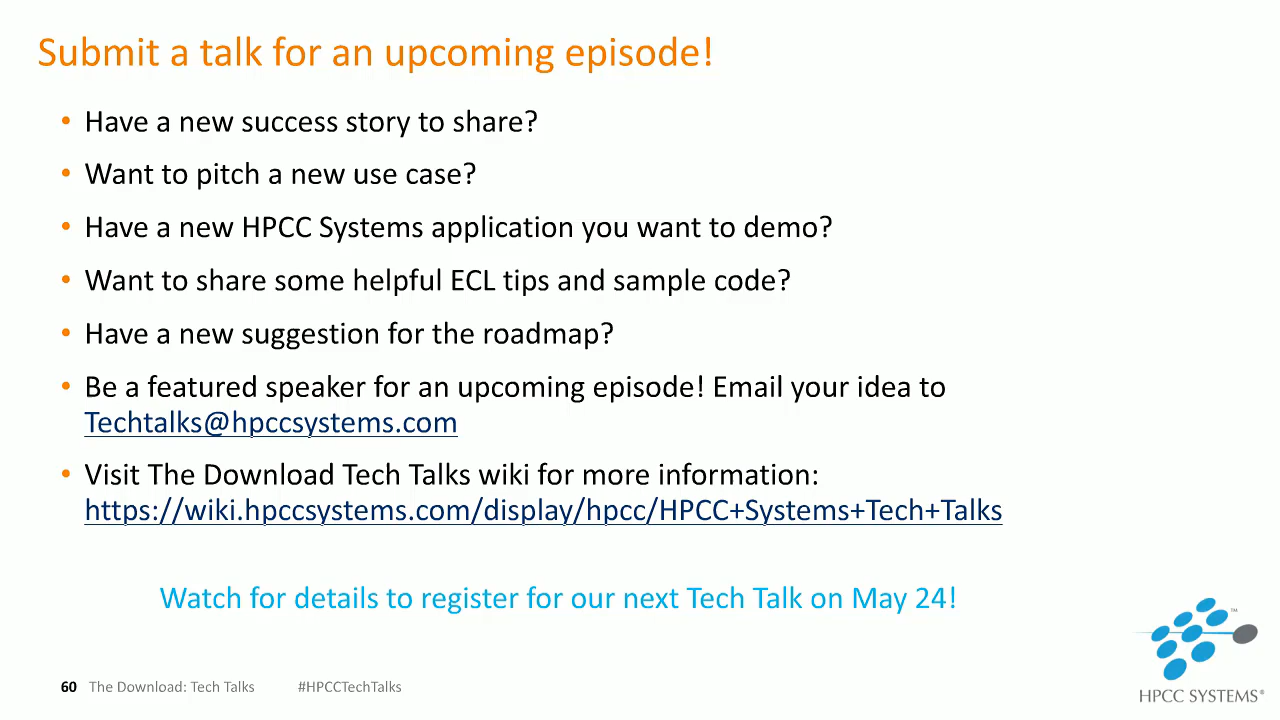 Submit a talk for an upcoming episode!
• Have a new success story to share?
• Want to pitch a new use case?
• Have a new HPCC Systems application you want to demo?
• Want to share some helpful ECL tips and sample code?
• Have a new suggestion for the roadmap?
• Be a featured speaker for an upcoming episode! Email your idea to
Techtalks@hpccsystems.com
• Visit The Download Tech Talks wiki for more information:
https://wiki.hpccsystems.com/display/hpcc/HPCC+Systems+Tech+Talks
Watch for details to register for our next Tech Talk on May 24!
60 The Download: Tech Talks #HPCCTechTalks
™
HPCC SYSTEMS®